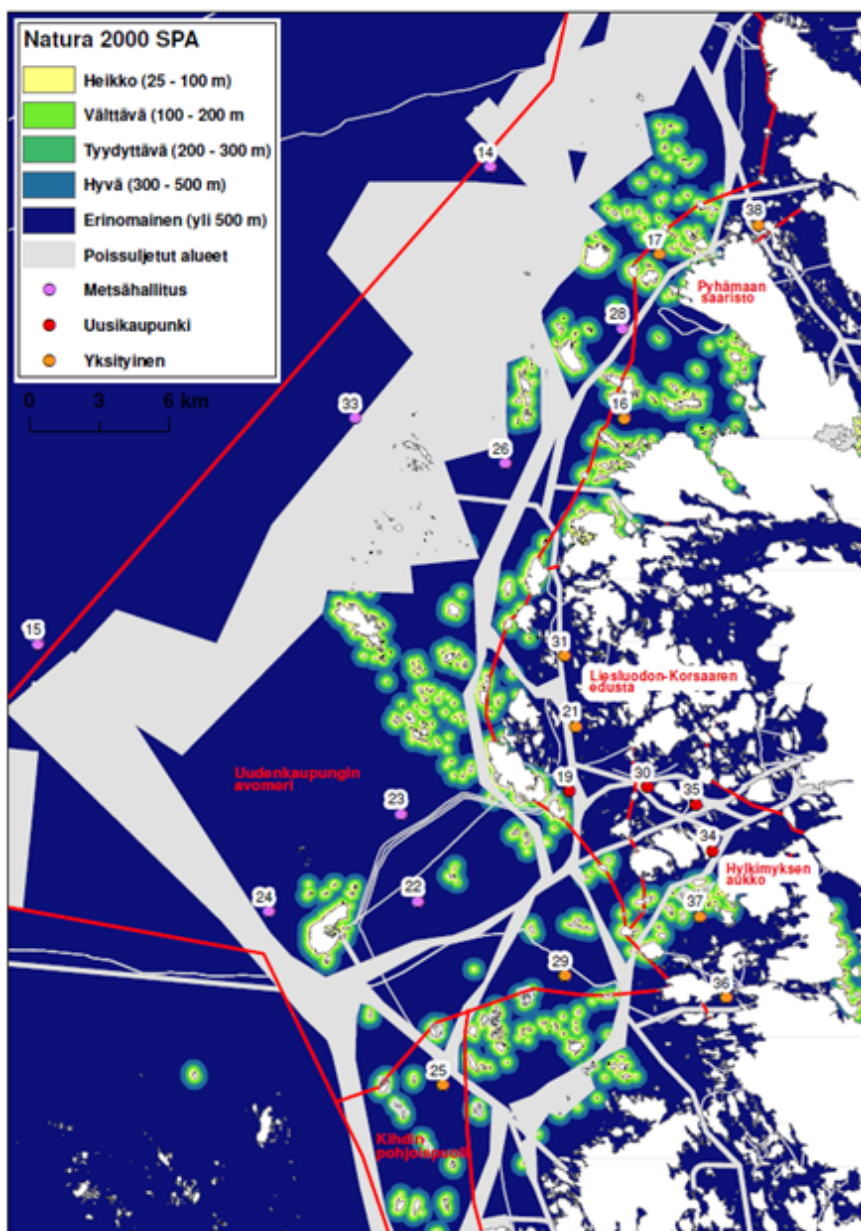 Natura 2000 SPA
Heikko (25 - 100 m)
Välttävä (100 - 200 m
Tyydyttävä (200 - 300 m)
Hyvä (300 - 500 m)
Erinomainen (yli 500 m)
Poissuljetut alueet
Metsähallitus
Uusikaupunki
Yksityinen
0 3 6 km
14
38
17
Pyhämaan
saaristo
28
33
16
26
15
31
Liesluodon-Korsaaren
edusta
21
Uudenkaupungin
avomeri
19
30
35
23
34
Hylkimyksen
aukko
22
24
37
29
36
25
Kihdin
pohjoispuoli